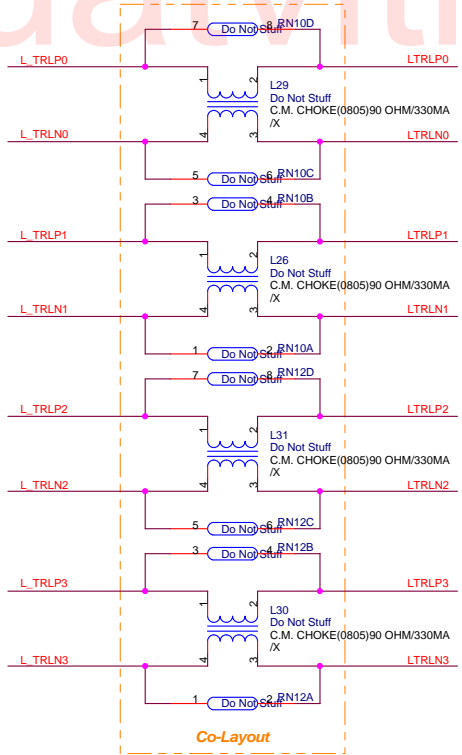 7 Do Not Stuff 8 RN10D
L_TRLP0 LTRLP0
1 2
L29
Do Not Stuff
C.M. CHOKE(0805)90 OHM/330MA
/X
4 3
L_TRLN0 LTRLN0
5 Do Not Stuff 6 RN10C
3 Do Not Stuff 4 RN10B
L_TRLP1 LTRLP1
1 2
L26
Do Not Stuff
C.M. CHOKE(0805)90 OHM/330MA
/X
4 3
L_TRLN1 LTRLN1
1 Do Not Stuff 2 RN10A
7 Do Not Stuff 8 RN12D
L_TRLP2 LTRLP2
1 2
L31
Do Not Stuff
C.M. CHOKE(0805)90 OHM/330MA
/X
4 3
L_TRLN2 LTRLN2
5 Do Not Stuff 6 RN12C
3 Do Not Stuff 4 RN12B
L_TRLP3 LTRLP3
1 2
L30
Do Not Stuff
C.M. CHOKE(0805)90 OHM/330MA
/X
4 3
L_TRLN3 LTRLN3
1 Do Not Stuff 2 RN12A
Co-Layout